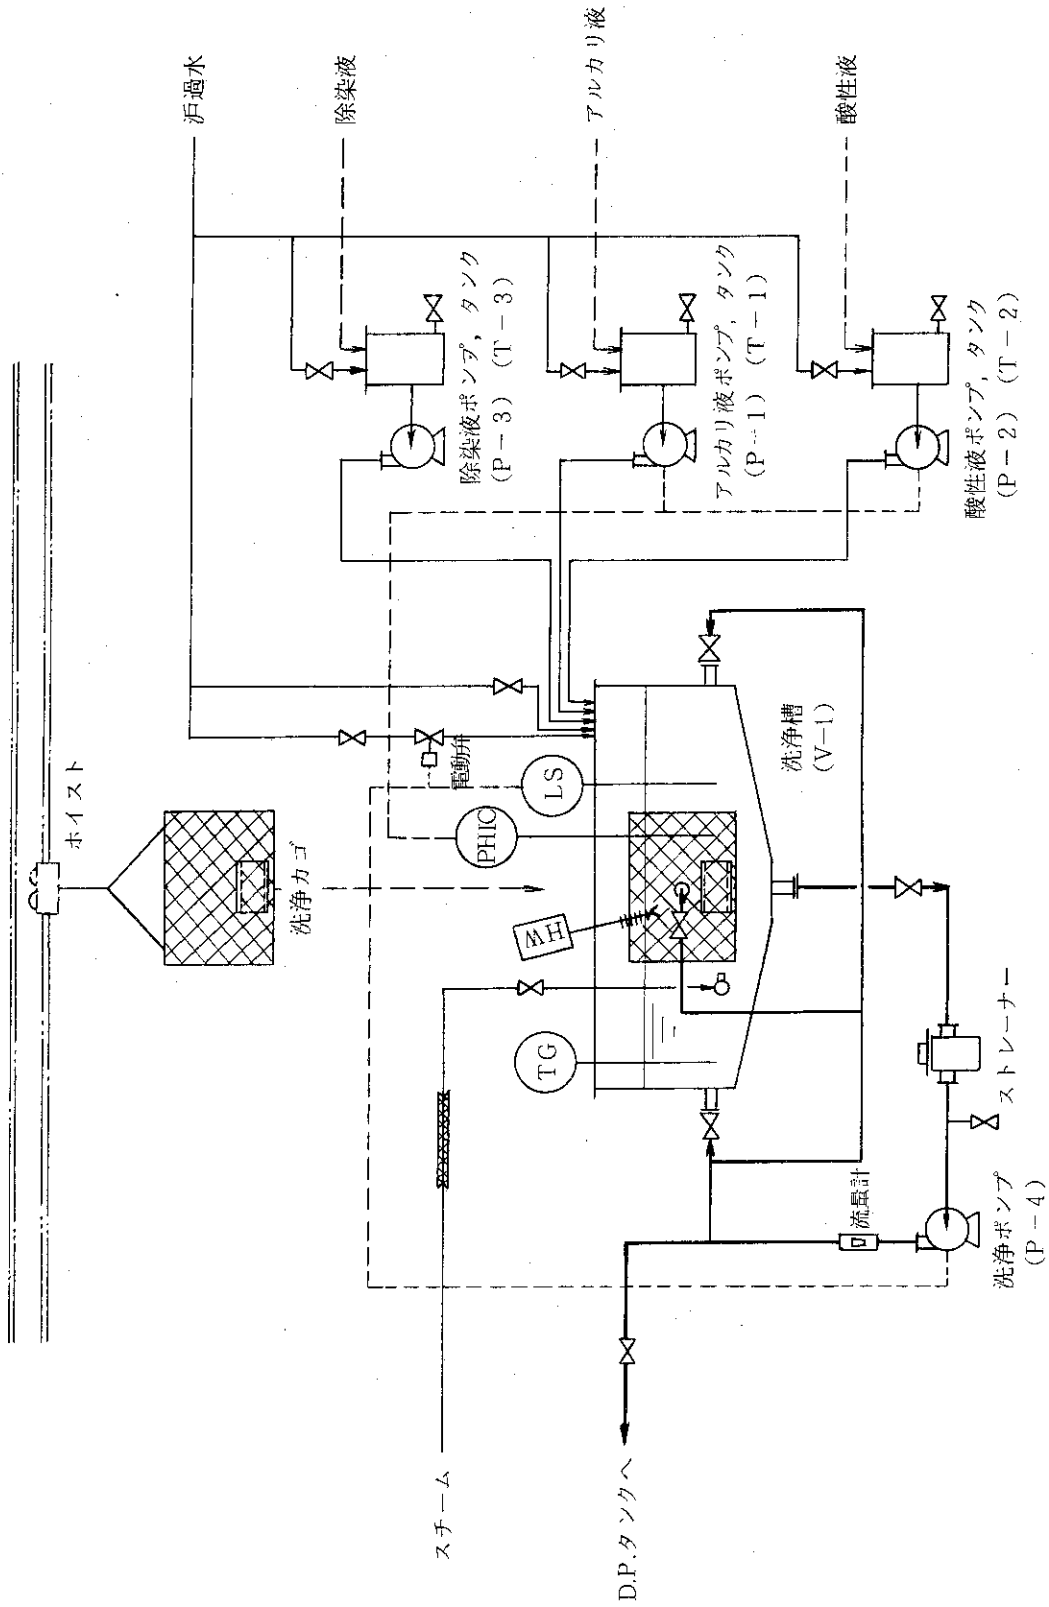 ホイスト
洗浄カゴ
沪過水
除染液
アルカリ液
酸性液
除染液ポンプ, タンク
(P-3) (T-3)
アルカリ液ポンプ, タンク
(P-1) (T-1)
酸性液ポンプ, タンク
(P-2) (T-2)
電動弁
LS
PHIC
HW
TG
洗浄槽
(V-1)
スチーム
D.P.タンクへ
流量計
ストレーナー
洗浄ポンプ
(P-4)